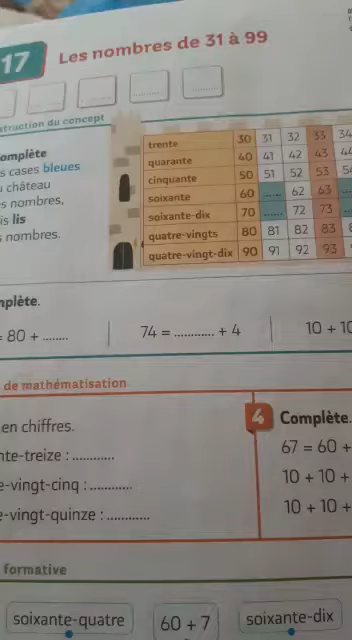 17 Les nombres de 31 à 99
struction du concept
omplète
s cases bleues
u château
s nombres,
is lis
s nombres.
trente 30 31 32 33 34
quarante 40 41 42 43 44
cinquante 50 51 52 53 54
soixante 60 ...... 62 63 ......
soixante-dix 70 ...... 72 73 ......
quatre-vingts 80 81 82 83 8
quatre-vingt-dix 90 91 92 93
mplète.
= 80 + ........
74 = ............ + 4
10 + 10
de mathématisation
en chiffres.
nte-treize : ............
e-vingt-cinq : ............
e-vingt-quinze : ............
4 Complète.
67 = 60 +
10 + 10 +
10 + 10 +
formative
soixante-quatre
60 + 7
soixante-dix